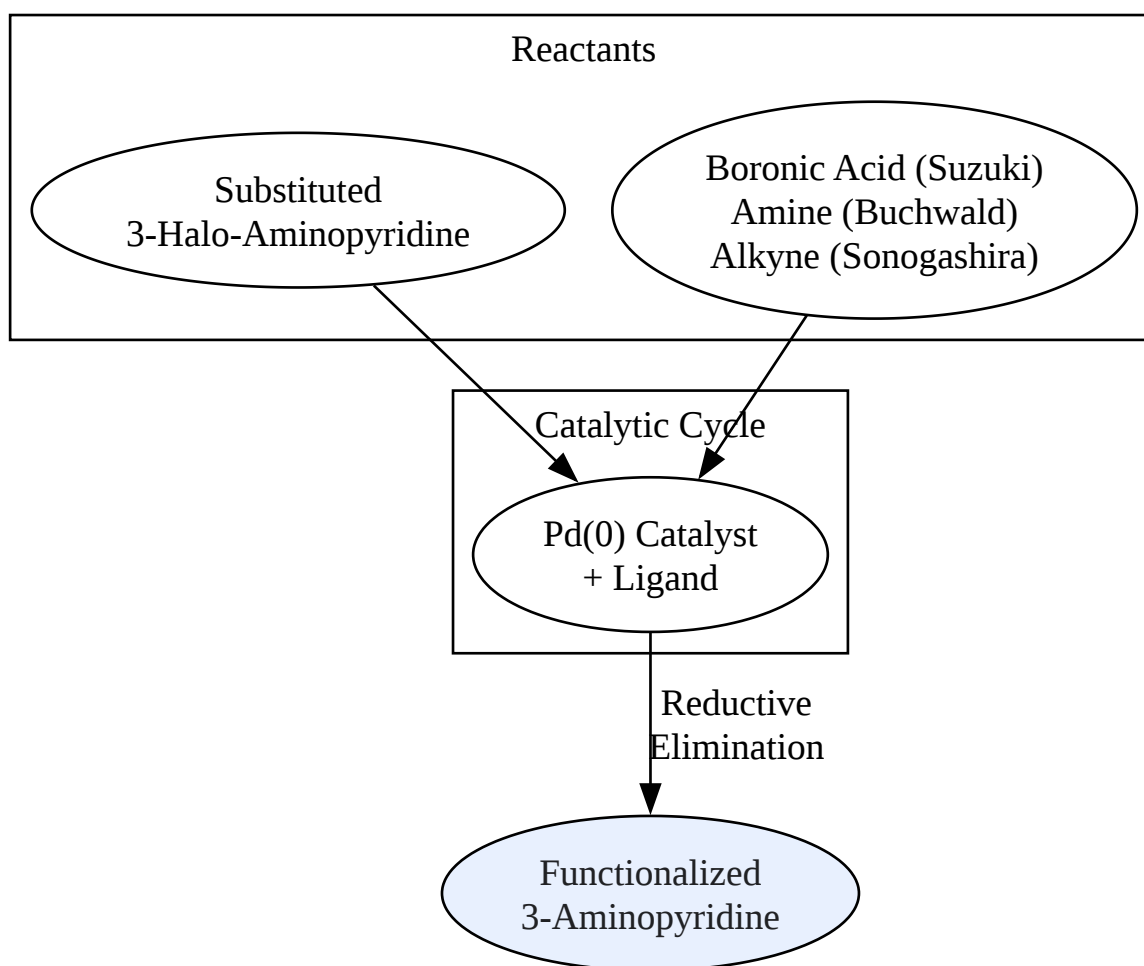 Reactants
Substituted
3-Halo-Aminopyridine
Boronic Acid (Suzuki)
Amine (Buchwald)
Alkyne (Sonogashira)
Catalytic Cycle
Pd(0) Catalyst
+ Ligand
Reductive
Elimination
Functionalized
3-Aminopyridine